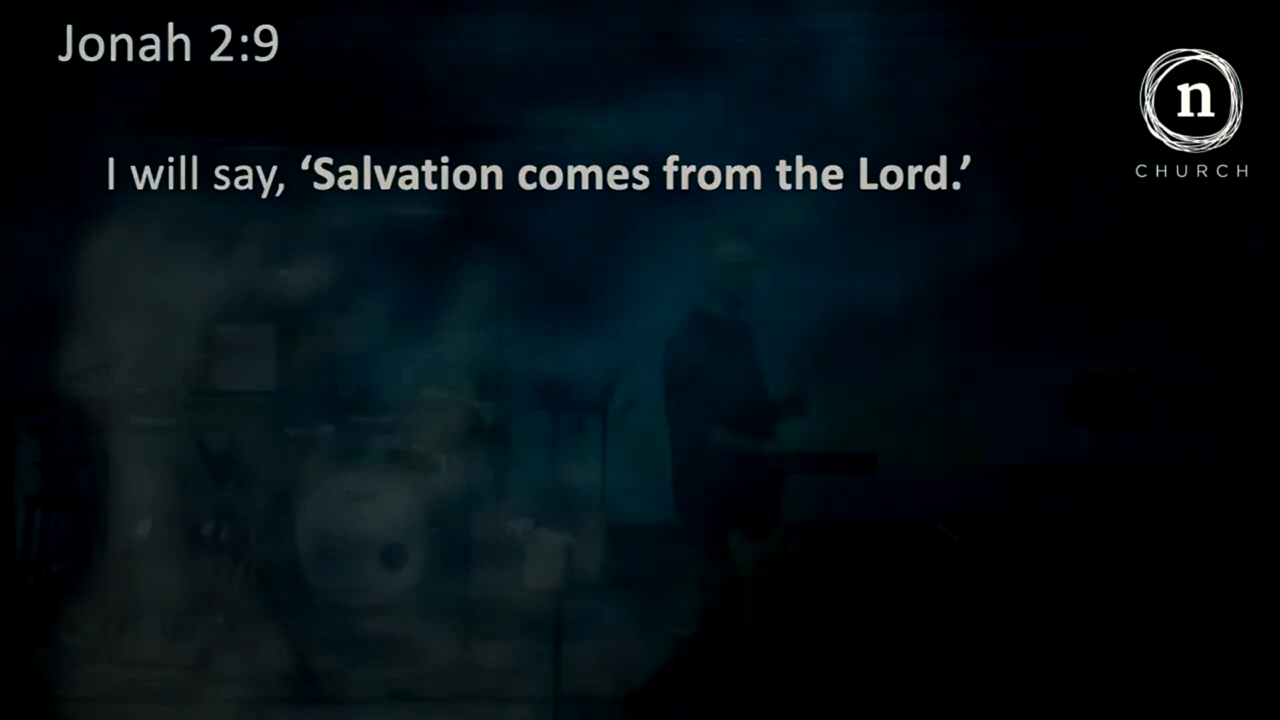 Jonah 2:9
I will say, ‘Salvation comes from the Lord.’
n
CHURCH